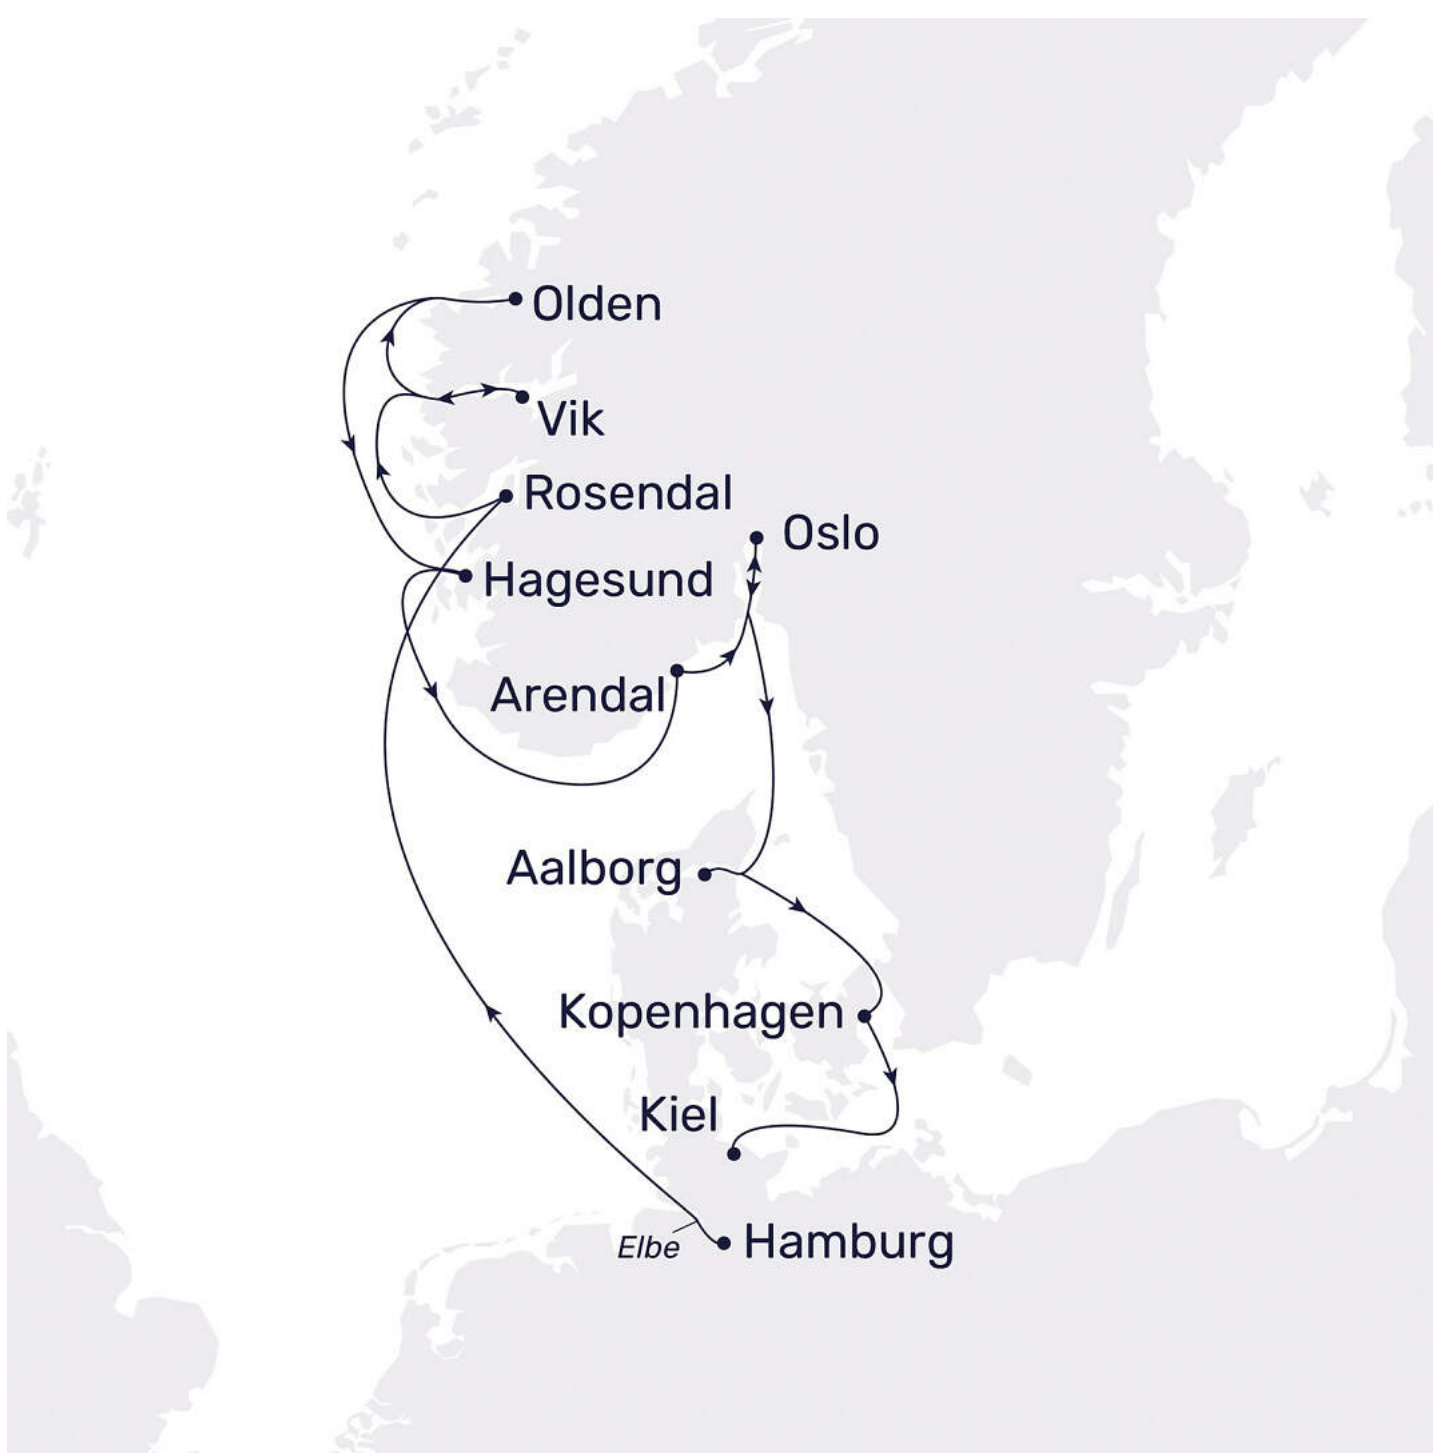 Olden
Vik
Rosendal
Oslo
Hagesund
Arendal
Aalborg
Kopenhagen
Kiel
Elbe
Hamburg